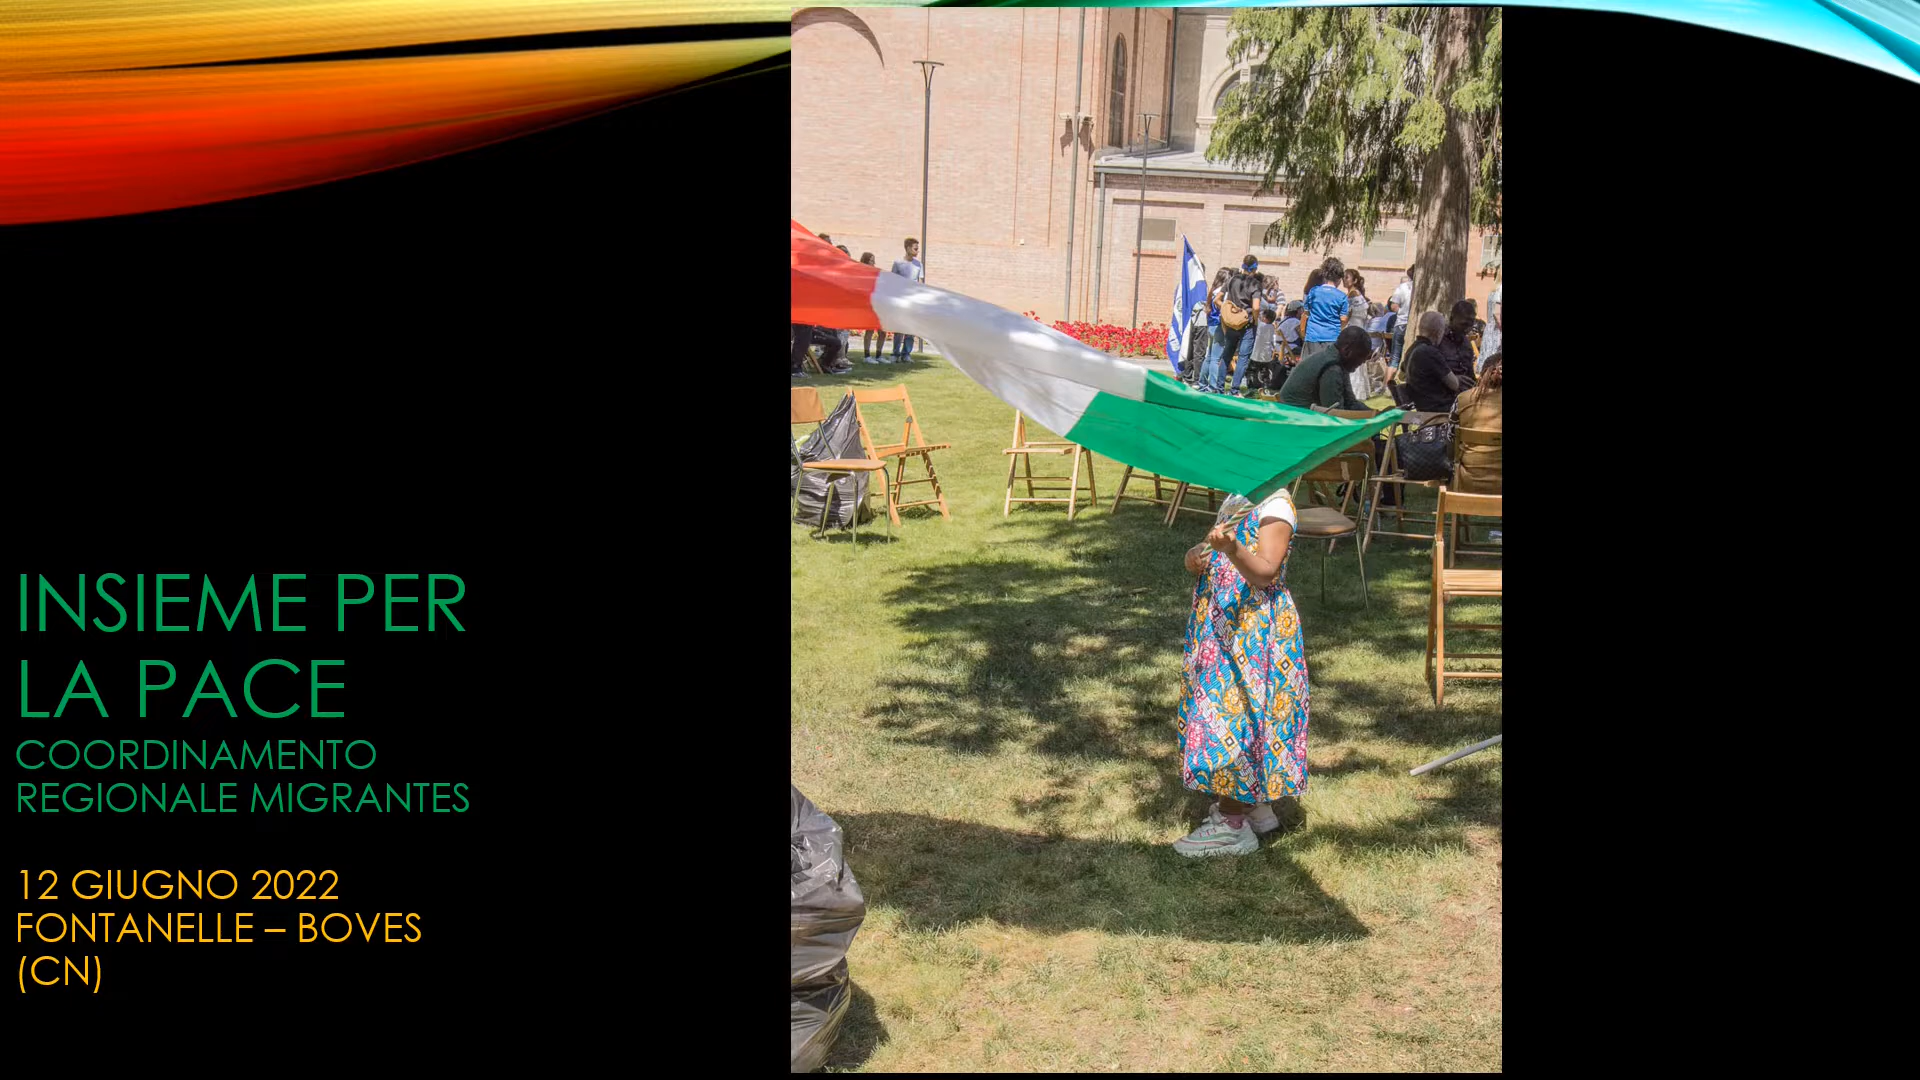 INSIEME PER
LA PACE
COORDINAMENTO
REGIONALE MIGRANTES
12 GIUGNO 2022
FONTANELLE – BOVES
(CN)